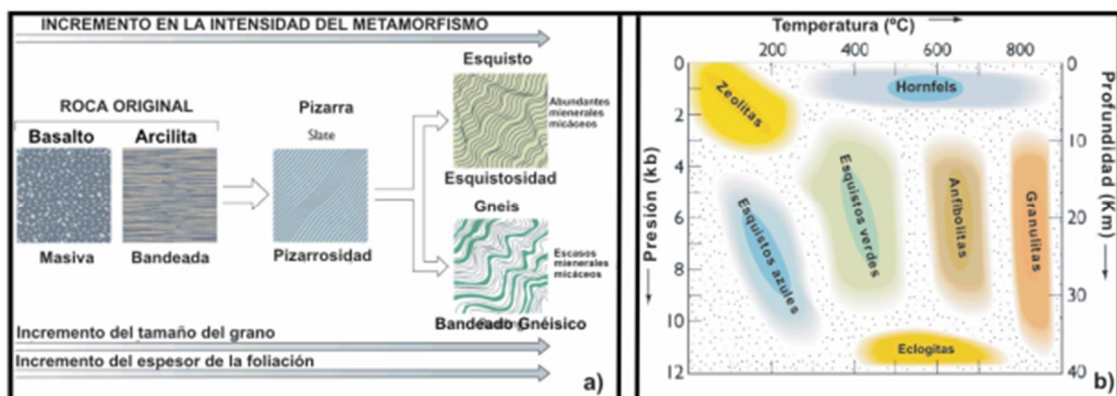 INCREMENTO EN LA INTENSIDAD DEL METAMORFISMO
ROCA ORIGINAL
Basalto
Arcilita
Masiva
Bandeada
Pizarra
Slate
Pizarrosidad
Esquisto
Abundantes
mienerales
micáceos
Esquistosidad
Gneis
Escasos
mienerales
micáceos
Bandeado Gnéisico
Incremento del tamaño del grano
Incremento del espesor de la foliación
a)
Temperatura (ºC)
200 400 600 800
0
2
4
6
8
10
12
Presión (kb)
0
10
20
30
40
Profundidad (Km)
Zeolitas
Hornfels
Esquistos azules
Esquistos verdes
Anfibolitas
Granulitas
Eclogitas
b)